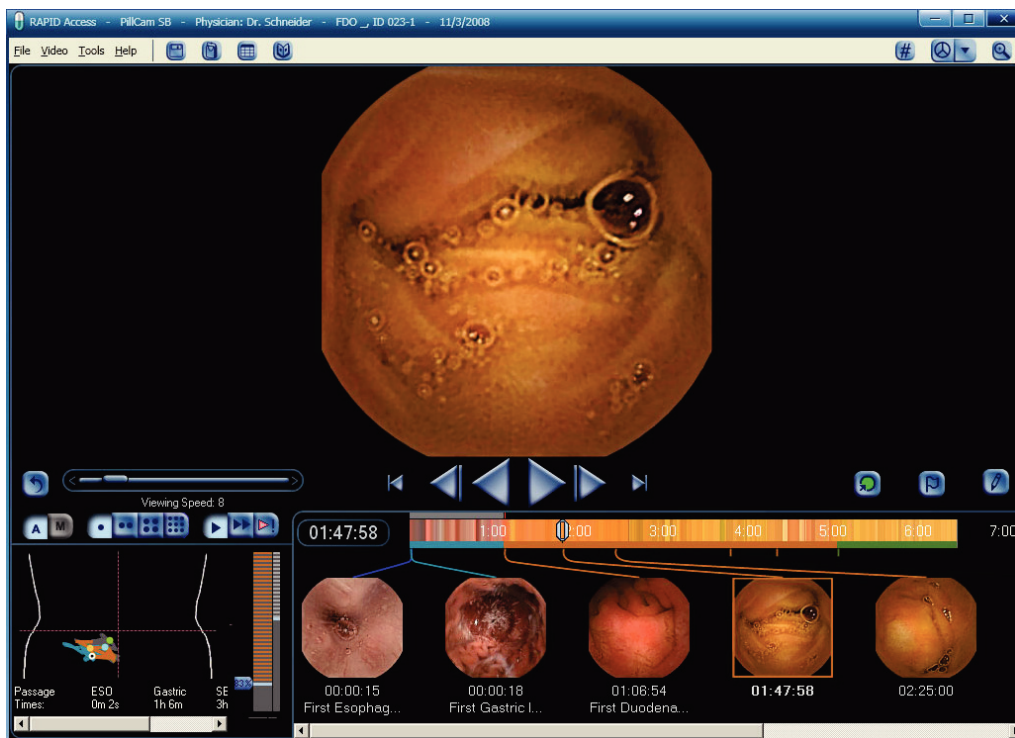 RAPID Access - PillCam SB - Physician: Dr. Schneider - FDO _, ID 023-1 - 11/3/2008
File Video Tools Help
#
Viewing Speed: 8
A M
01:47:58
1:00 2:00 3:00 4:00 5:00 6:00 7:00
Passage ESO Gastric SE
Times: 0m 2s 1h 6m 3h
00:00:15 00:00:18 01:06:54 01:47:58 02:25:00
First Esophag... First Gastric I... First Duodena...